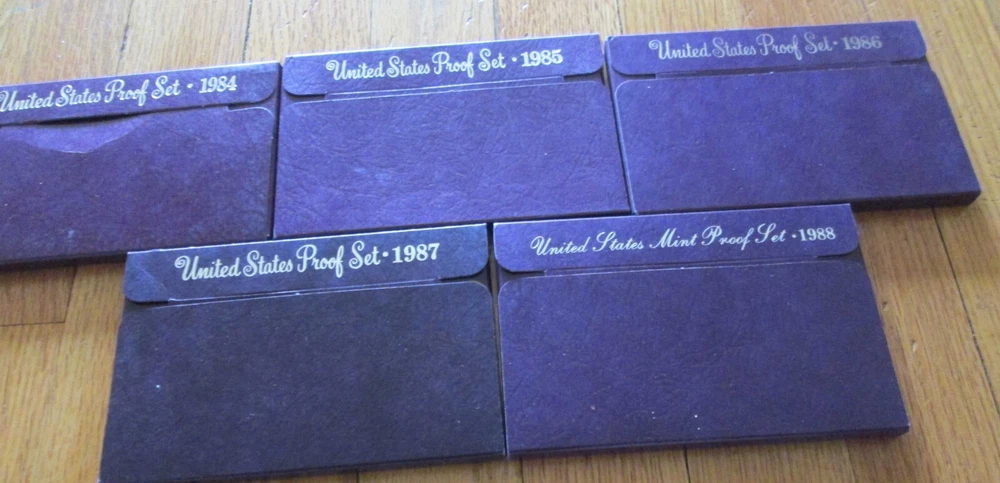 United States Proof Set · 1984
United States Proof Set · 1985
United States Proof Set · 1986
United States Proof Set · 1987
United States Mint Proof Set · 1988